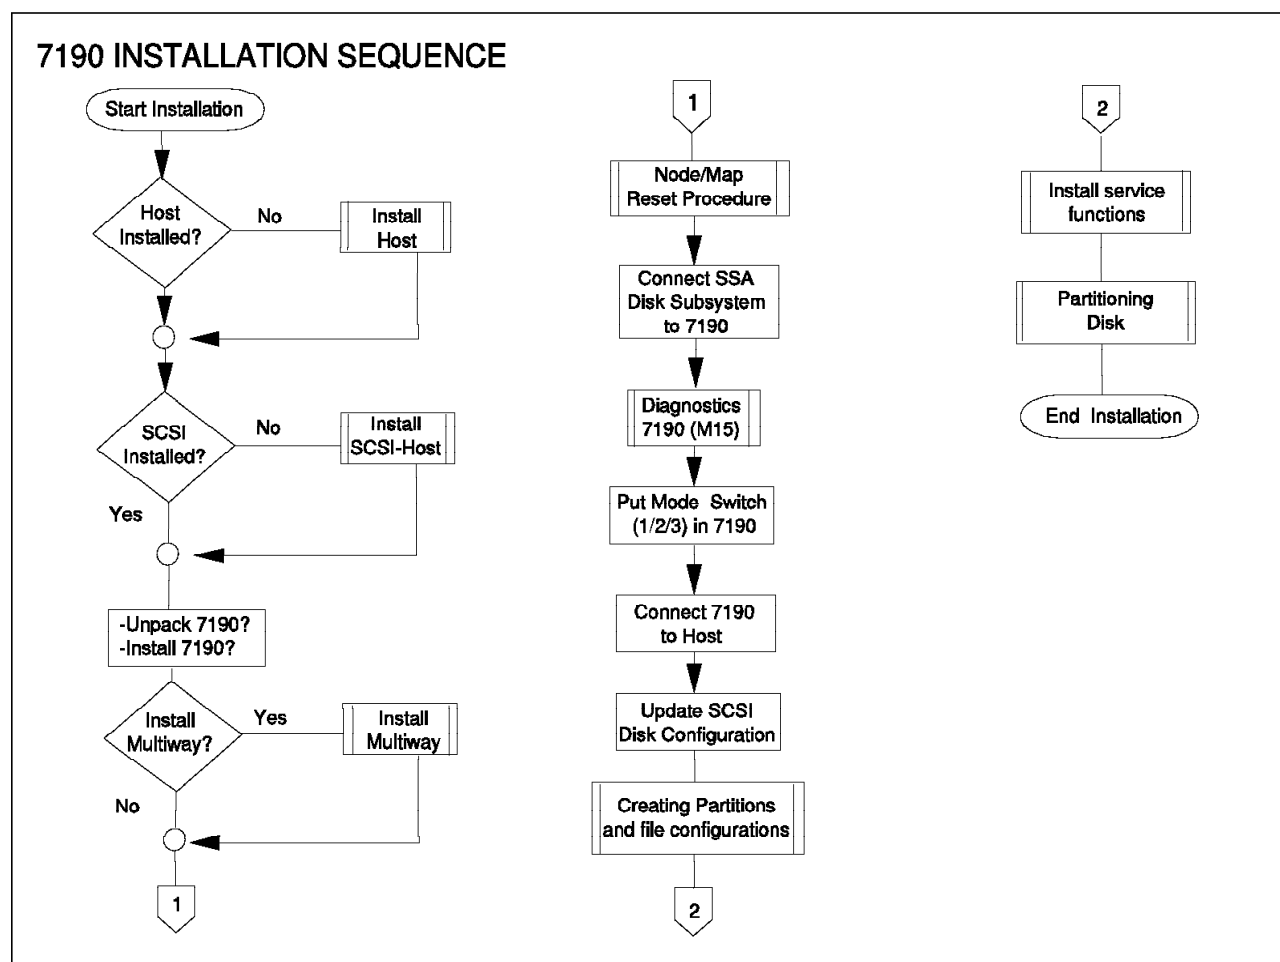 7190 INSTALLATION SEQUENCE
Start Installation
Host
Installed?
No
Install
Host
SCSI
Installed?
No
Install
SCSI-Host
Yes
-Unpack 7190?
-Install 7190?
Install
Multiway?
Yes
Install
Multiway
No
1
1
Node/Map
Reset Procedure
Connect SSA
Disk Subsystem
to 7190
Diagnostics
7190 (M15)
Put Mode Switch
(1/2/3) in 7190
Connect 7190
to Host
Update SCSI
Disk Configuration
Creating Partitions
and file configurations
2
2
Install service
functions
Partitioning
Disk
End Installation